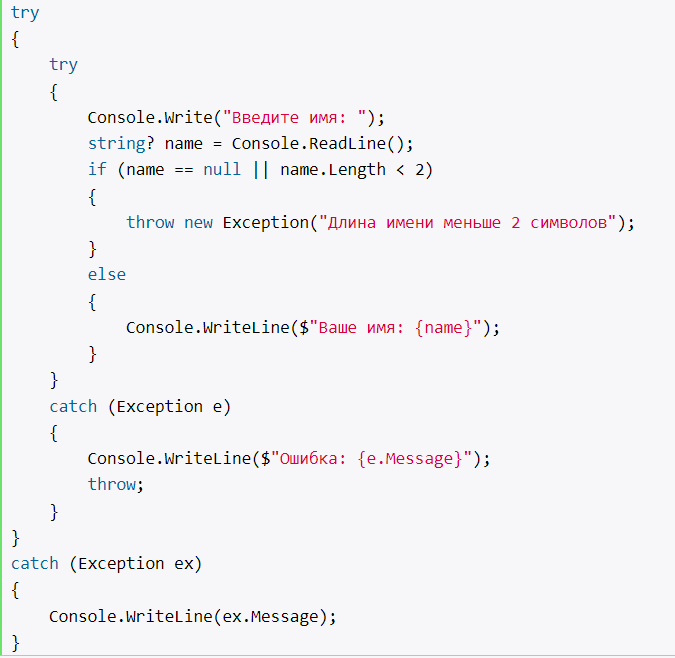 try
{
    try
    {
        Console.Write("Введите имя: ");
        string? name = Console.ReadLine();
        if (name == null || name.Length < 2)
        {
            throw new Exception("Длина имени меньше 2 символов");
        }
        else
        {
            Console.WriteLine($"Ваше имя: {name}");
        }
    }
    catch (Exception e)
    {
        Console.WriteLine($"Ошибка: {e.Message}");
        throw;
    }
}
catch (Exception ex)
{
    Console.WriteLine(ex.Message);
}